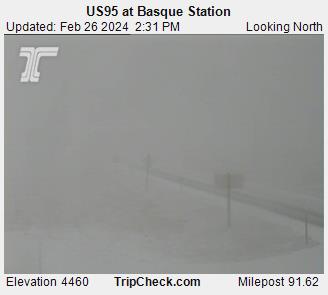 US95 at Basque Station
Updated: Feb 26 2024 2:31 PM Looking North
Elevation 4460 TripCheck.com Milepost 91.62